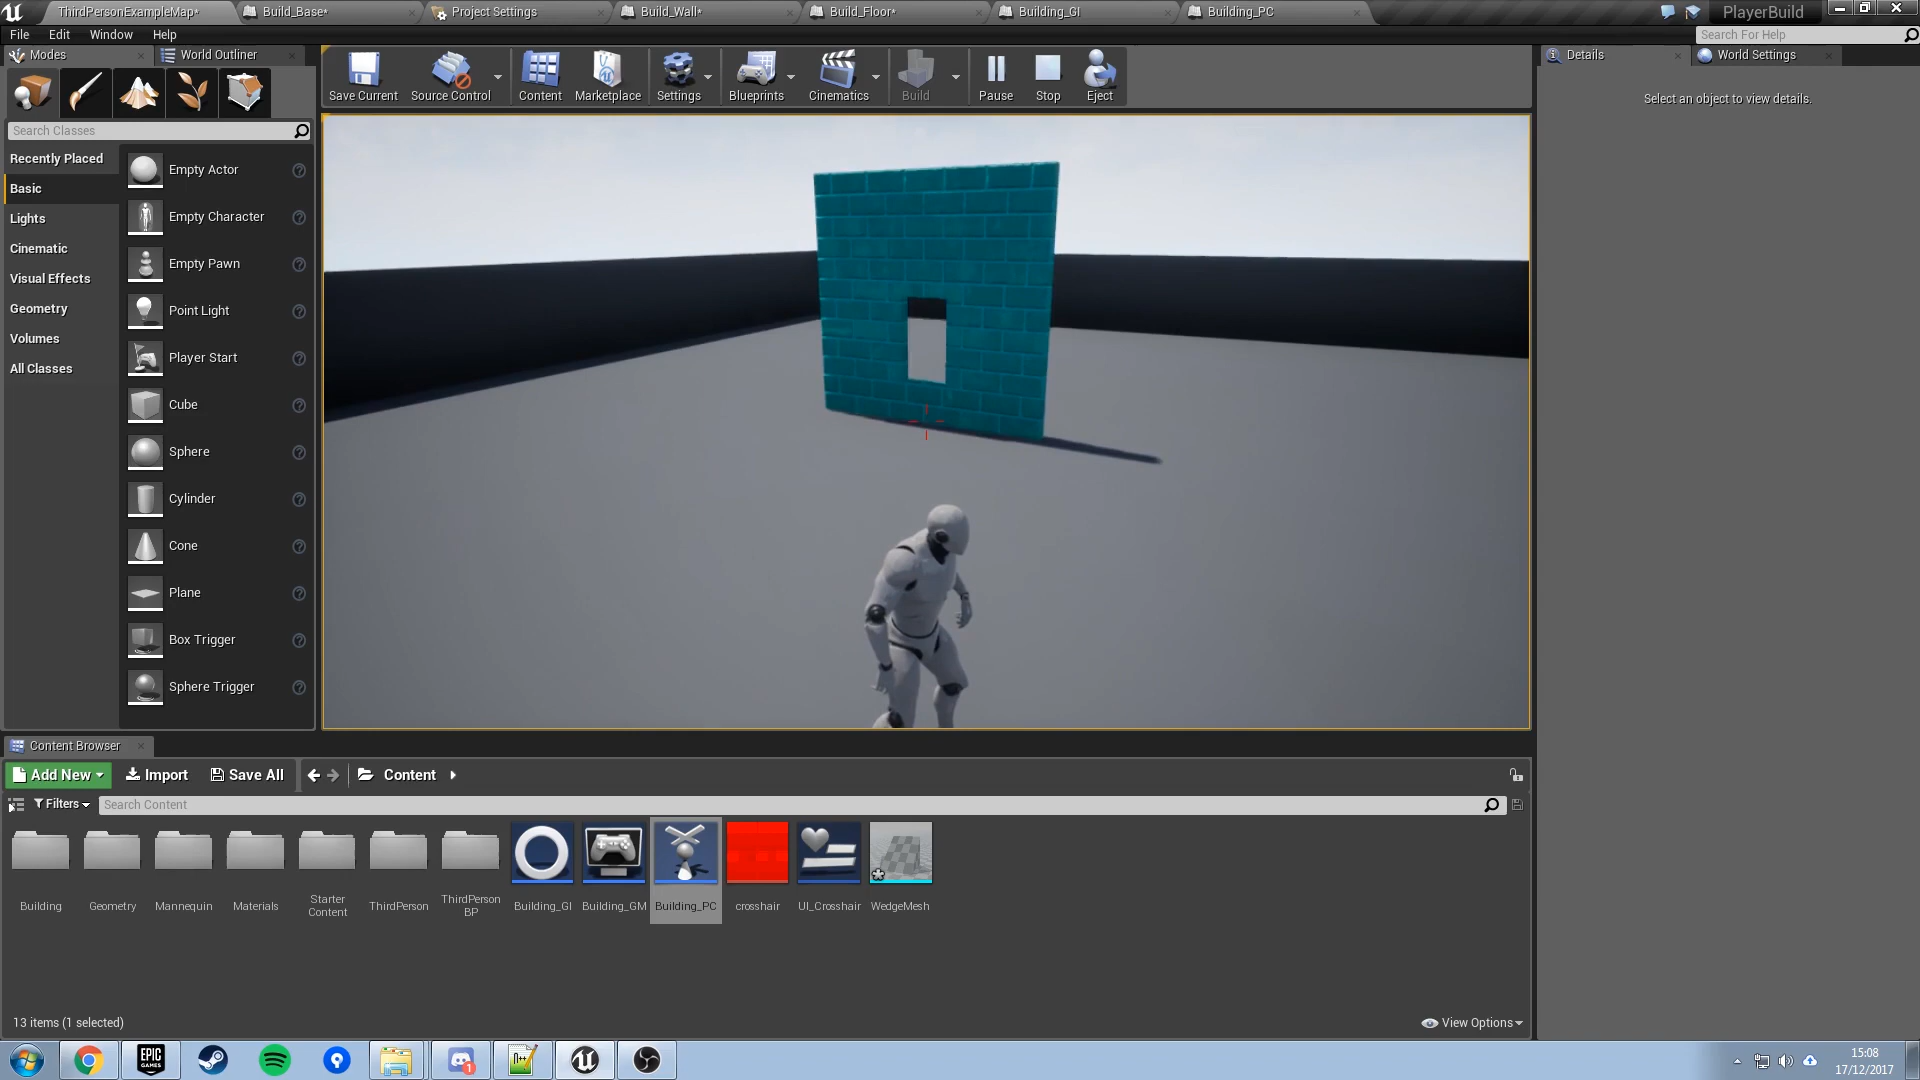 ThirdPersonExampleMap*
Build_Base*
Project Settings
Build_Wall*
Build_Floor*
Building_GI
Building_PC
PlayerBuild
File Edit Window Help
Search For Help
Modes
World Outliner
Save Current
Source Control
Content
Marketplace
Settings
Blueprints
Cinematics
Build
Pause
Stop
Eject
Details
World Settings
Select an object to view details.
Search Classes
Recently Placed
Basic
Lights
Cinematic
Visual Effects
Geometry
Volumes
All Classes
Empty Actor
Empty Character
Empty Pawn
Point Light
Player Start
Cube
Sphere
Cylinder
Cone
Plane
Box Trigger
Sphere Trigger
Content Browser
Add New
Import
Save All
Content
Filters
Search Content
Building
Geometry
Mannequin
Materials
Starter
Content
ThirdPerson
ThirdPerson
BP
Building_GI
Building_GM
Building_PC
crosshair
UI_Crosshair
WedgeMesh
13 items (1 selected)
View Options
EPIC
GAMES
1
15:08
17/12/2017